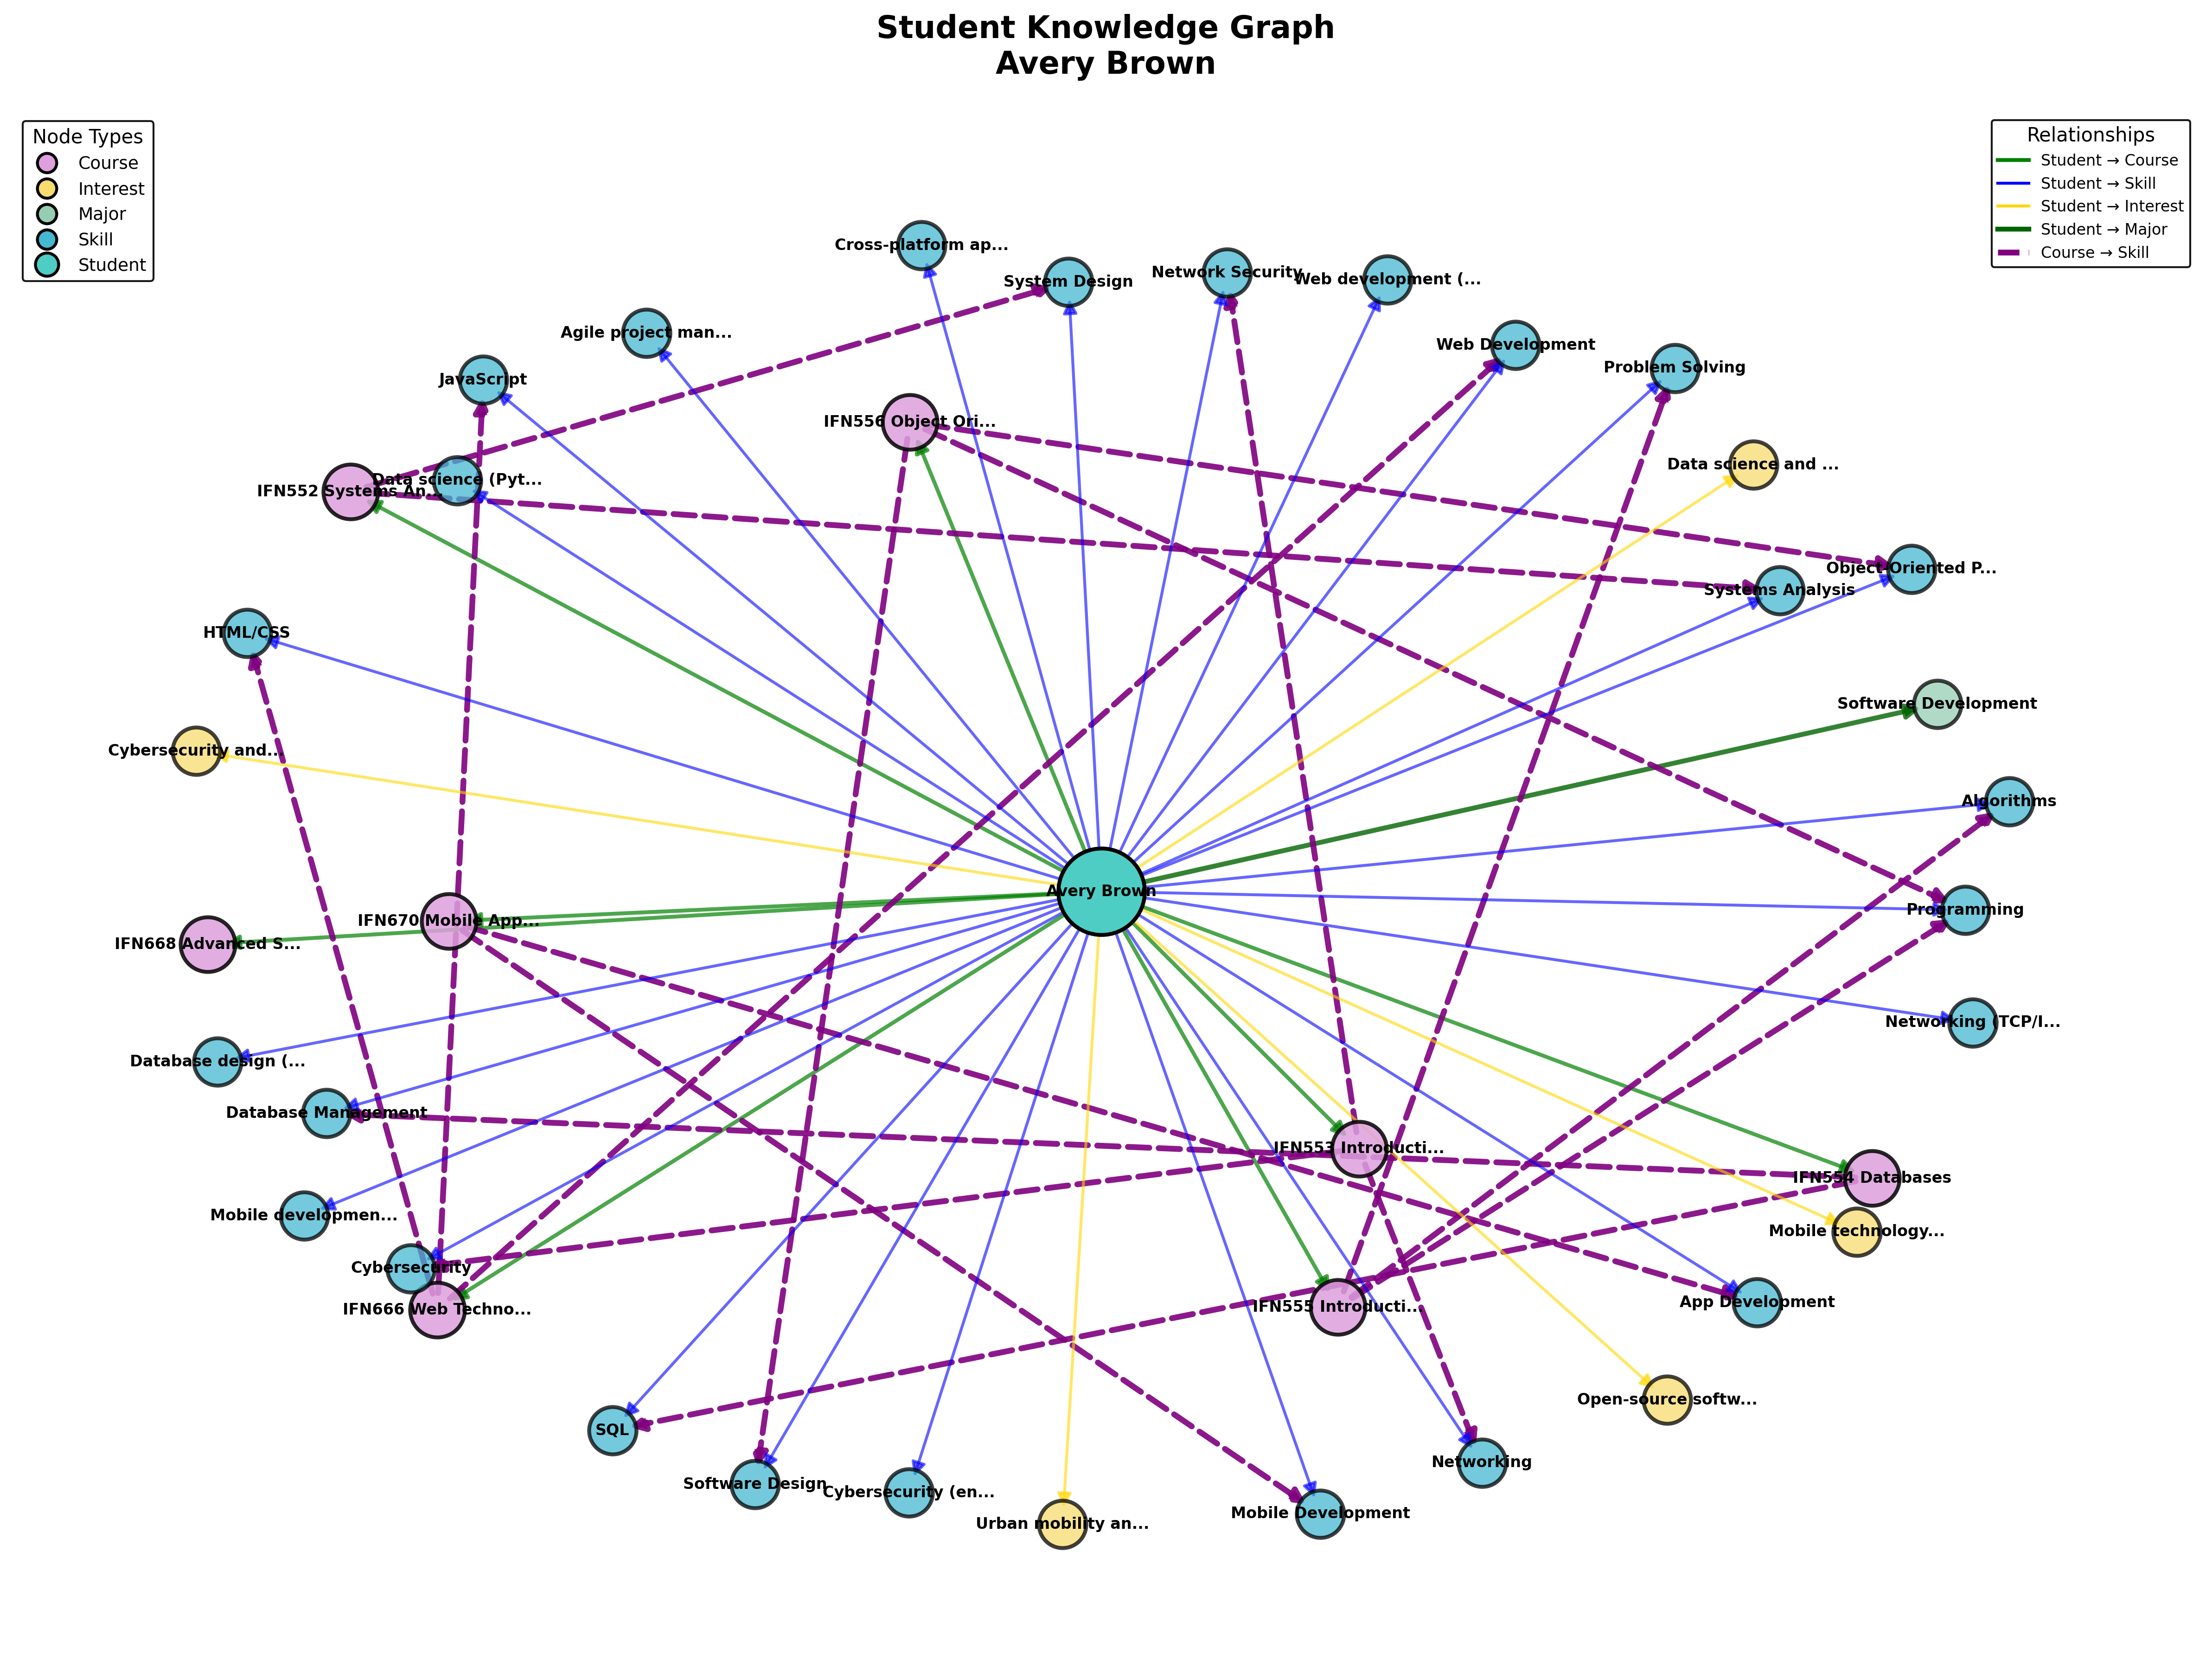 Student Knowledge Graph
Avery Brown
Node Types
Course
Interest
Major
Skill
Student
Relationships
Student → Course
Student → Skill
Student → Interest
Student → Major
Course → Skill
Cross-platform ap...
System Design
Network Security
Web development (...
Agile project man...
Web Development
Problem Solving
JavaScript
IFN556 Object Ori...
Data science and ...
Data science (Pyt...
IFN552 Systems An...
Object-Oriented P...
Systems Analysis
HTML/CSS
Software Development
Cybersecurity and...
Algorithms
Avery Brown
Programming
IFN670 Mobile App...
IFN668 Advanced S...
Networking (TCP/I...
Database design (...
Database Management
IFN553 Introducti...
IFN554 Databases
Mobile developmen...
Mobile technology...
Cybersecurity
IFN666 Web Techno...
IFN555 Introducti...
App Development
Open-source softw...
SQL
Networking
Software Design
Cybersecurity (en...
Mobile Development
Urban mobility an...